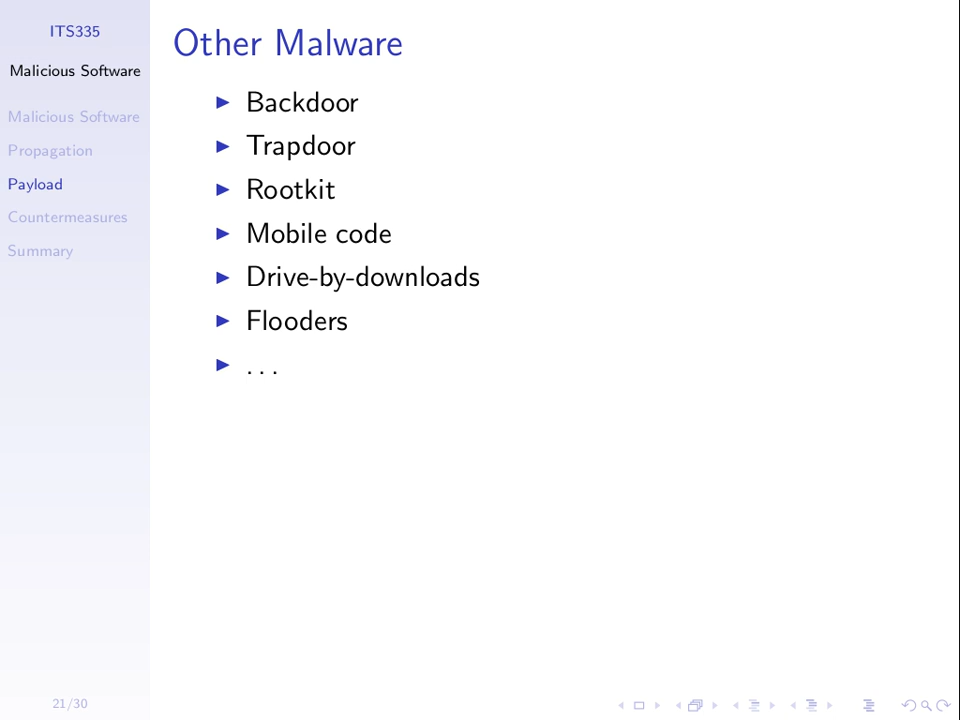 ITS335
Malicious Software
Malicious Software
Propagation
Payload
Countermeasures
Summary
Other Malware
Backdoor
Trapdoor
Rootkit
Mobile code
Drive-by-downloads
Flooders
. . .
21/30